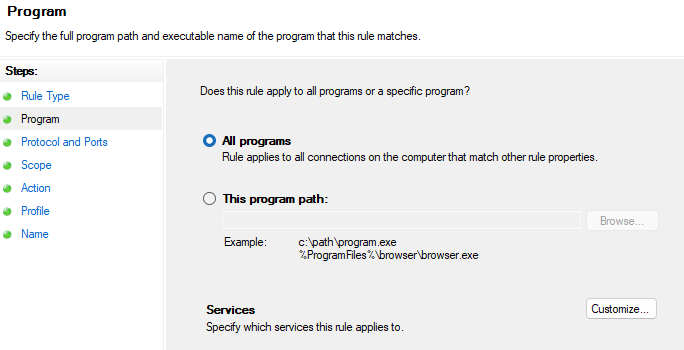 Program
Specify the full program path and executable name of the program that this rule matches.
Steps:
Rule Type
Program
Protocol and Ports
Scope
Action
Profile
Name
Does this rule apply to all programs or a specific program?
All programs
Rule applies to all connections on the computer that match other rule properties.
This program path:
Browse...
Example:
c:\path\program.exe
%ProgramFiles%\browser\browser.exe
Services
Customize...
Specify which services this rule applies to.